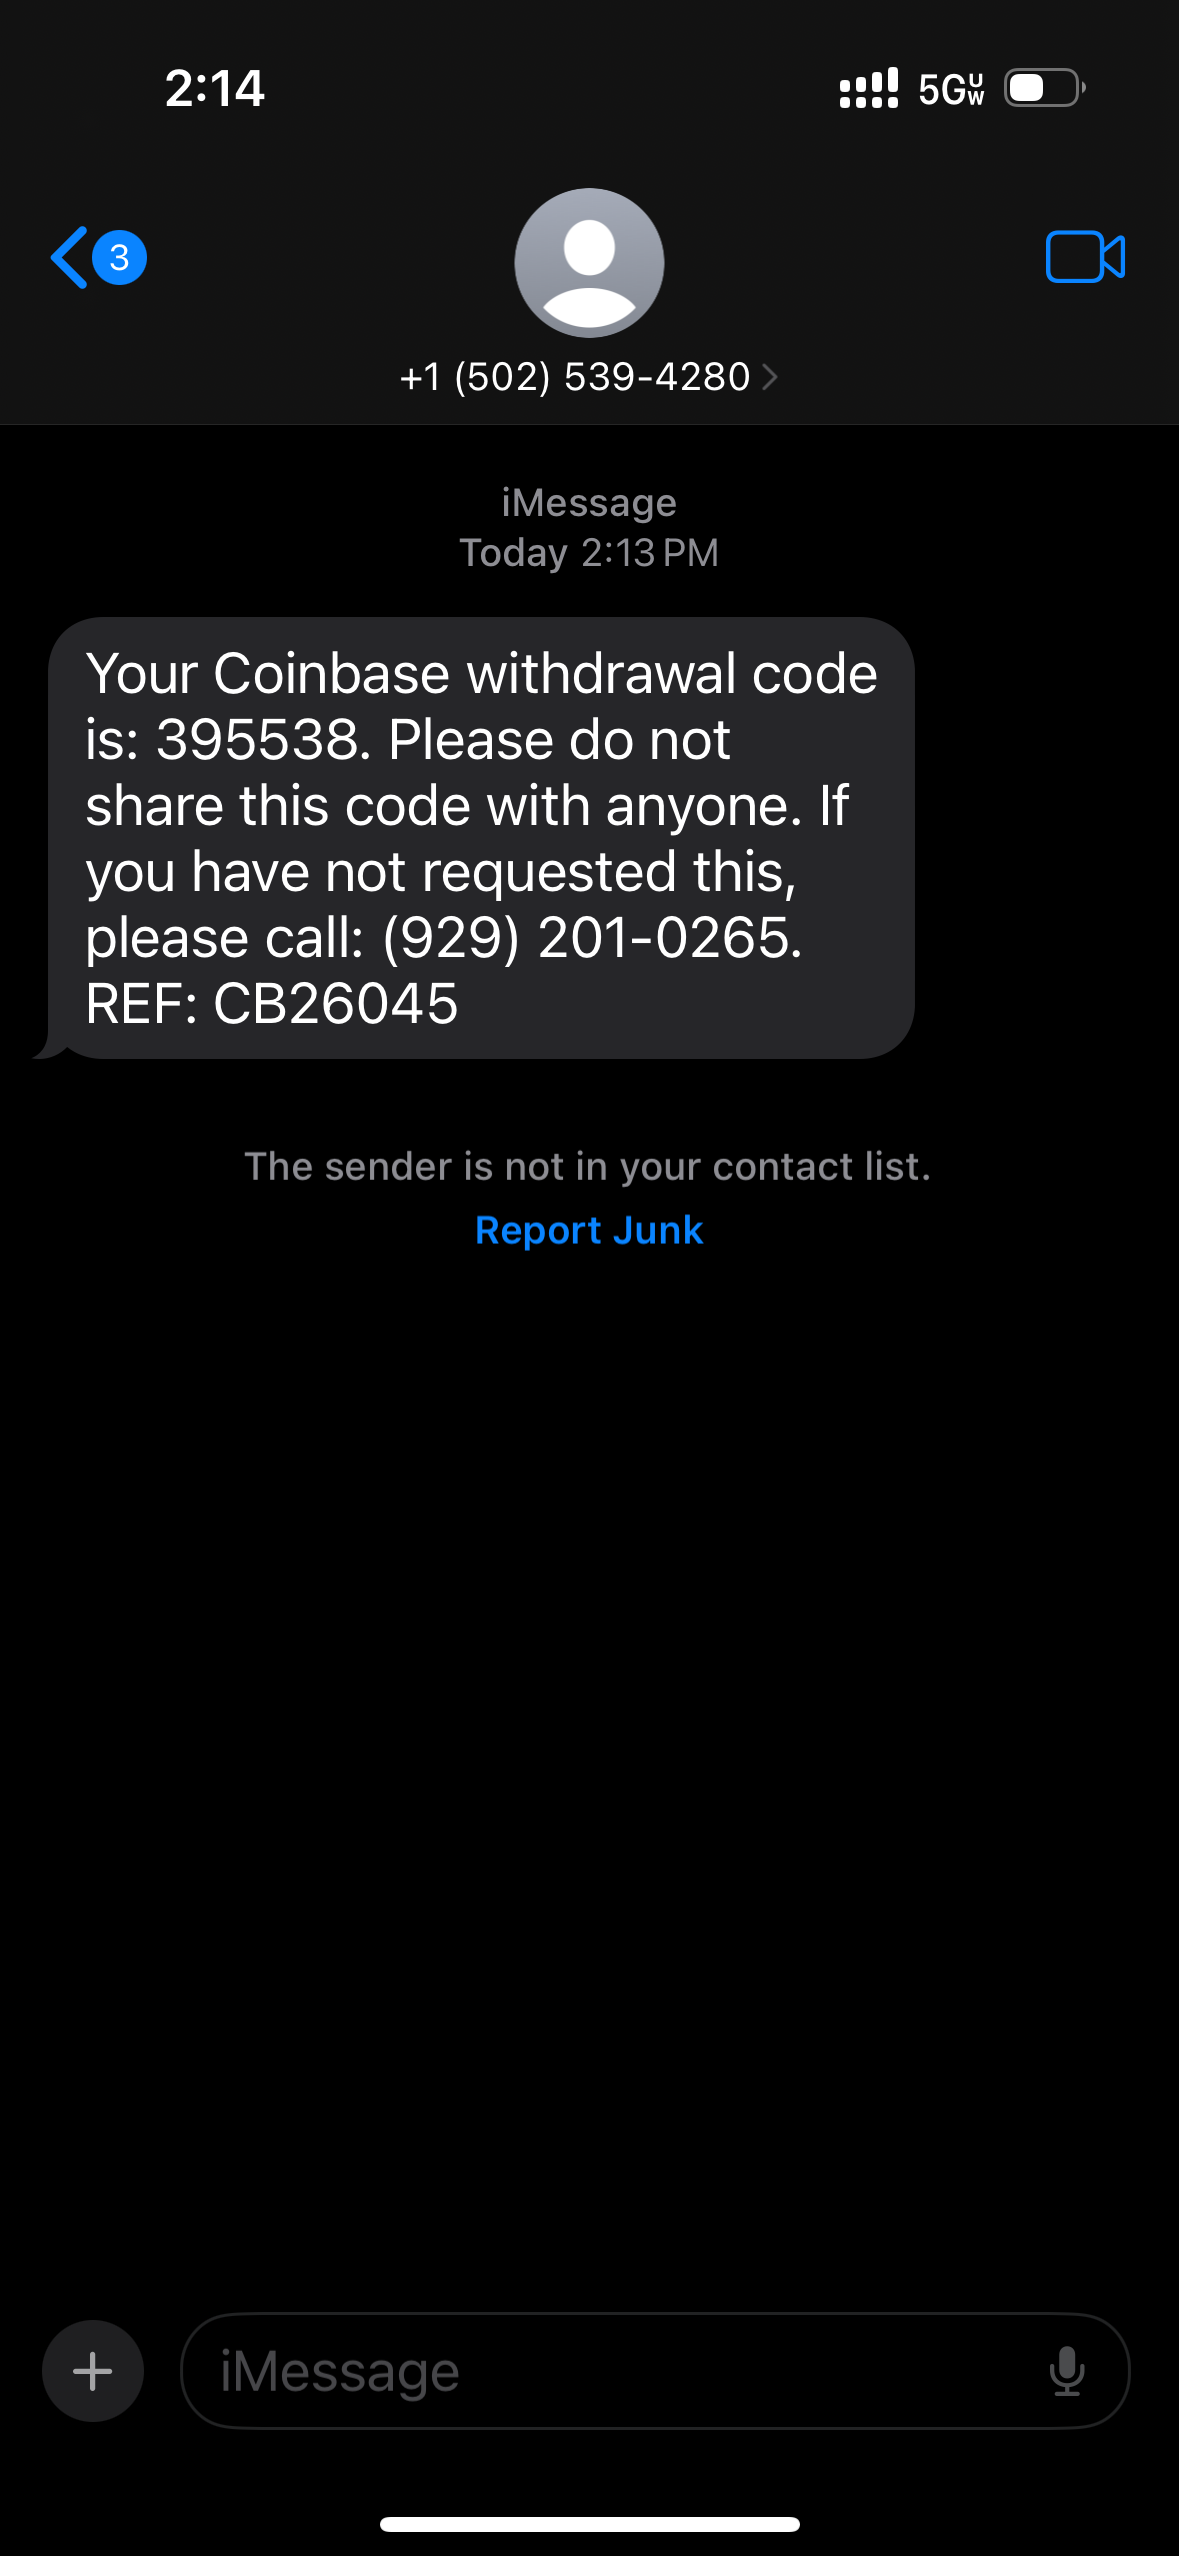 2:14
5G UW
3
+1 (502) 539-4280
iMessage
Today 2:13 PM
Your Coinbase withdrawal code
is: 395538. Please do not
share this code with anyone. If
you have not requested this,
please call: (929) 201-0265.
REF: CB26045
The sender is not in your contact list.
Report Junk
iMessage